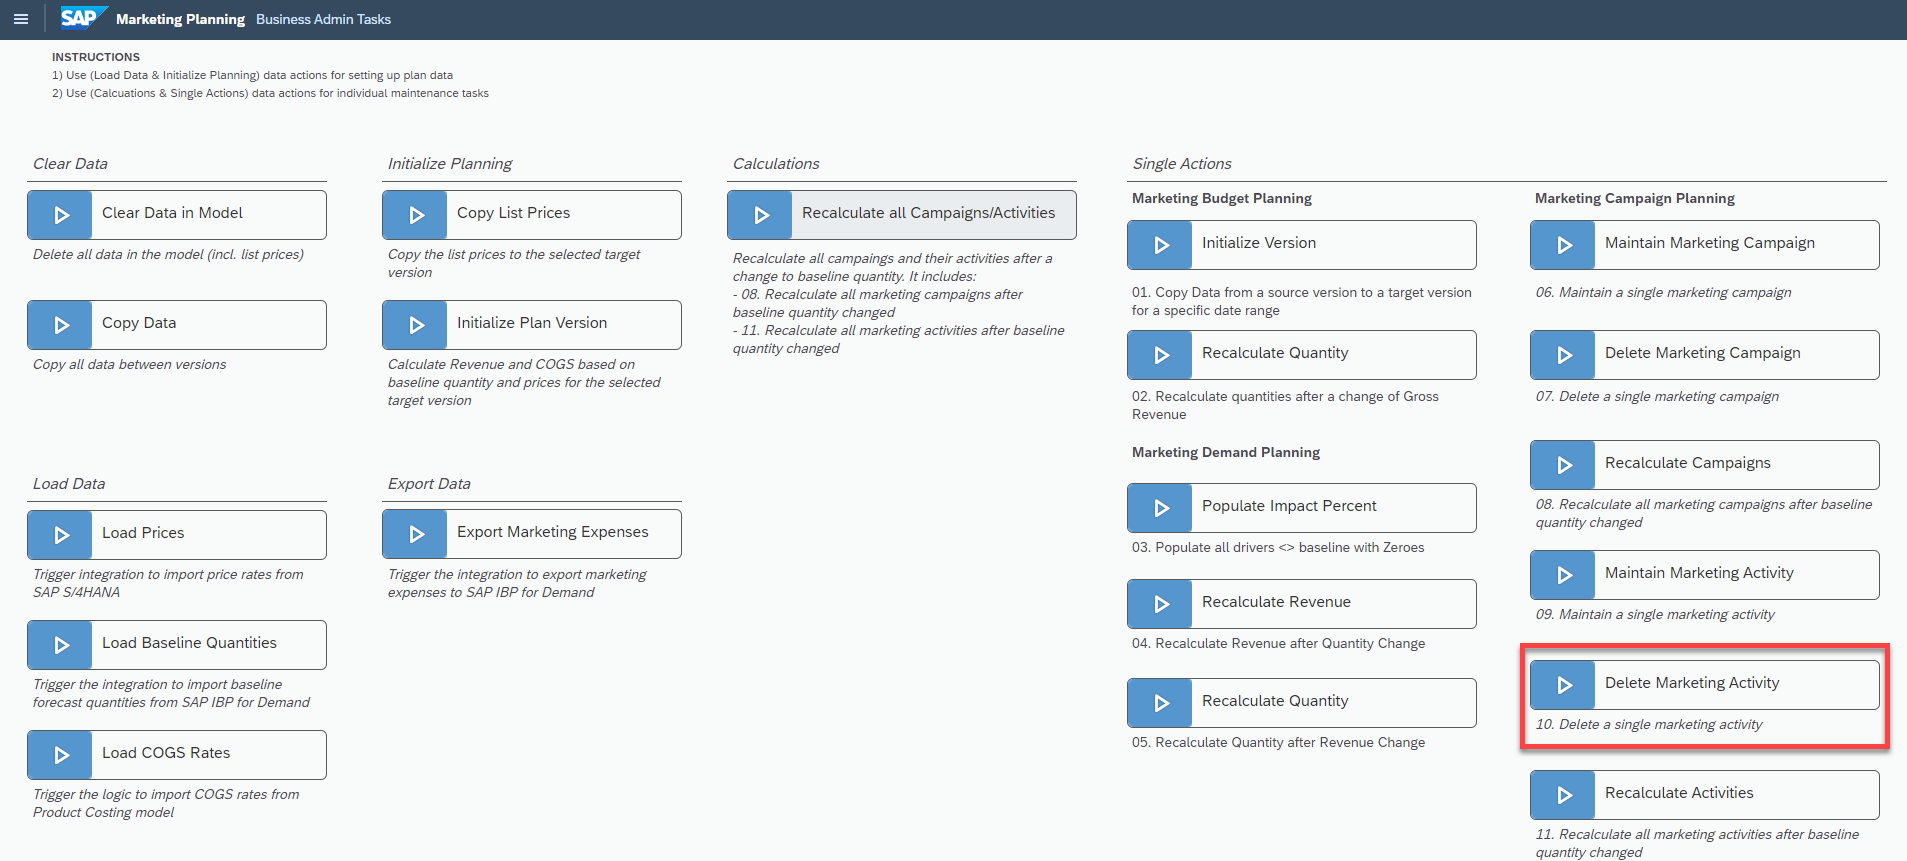 SAP Marketing Planning Business Admin Tasks
INSTRUCTIONS
1) Use (Load Data & Initialize Planning) data actions for setting up plan data
2) Use (Calcuations & Single Actions) data actions for individual maintenance tasks
Clear Data
Clear Data in Model
Delete all data in the model (incl. list prices)
Copy Data
Copy all data between versions
Load Data
Load Prices
Trigger integration to import price rates from
SAP S/4HANA
Load Baseline Quantities
Trigger the integration to import baseline
forecast quantities from SAP IBP for Demand
Load COGS Rates
Trigger the logic to import COGS rates from
Product Costing model
Initialize Planning
Copy List Prices
Copy the list prices to the selected target
version
Initialize Plan Version
Calculate Revenue and COGS based on
baseline quantity and prices for the selected
target version
Export Data
Export Marketing Expenses
Trigger the integration to export marketing
expenses to SAP IBP for Demand
Calculations
Recalculate all Campaigns/Activities
Recalculate all campaings and their activities after a
change to baseline quantity. It includes:
- 08. Recalculate all marketing campaigns after
baseline quantity changed
- 11. Recalculate all marketing activities after baseline
quantity changed
Single Actions
Marketing Budget Planning
Initialize Version
01. Copy Data from a source version to a target version
for a specific date range
Recalculate Quantity
02. Recalculate quantities after a change of Gross
Revenue
Marketing Demand Planning
Populate Impact Percent
03. Populate all drivers <> baseline with Zeroes
Recalculate Revenue
04. Recalculate Revenue after Quantity Change
Recalculate Quantity
05. Recalculate Quantity after Revenue Change
Marketing Campaign Planning
Maintain Marketing Campaign
06. Maintain a single marketing campaign
Delete Marketing Campaign
07. Delete a single marketing campaign
Recalculate Campaigns
08. Recalculate all marketing campaigns after baseline
quantity changed
Maintain Marketing Activity
09. Maintain a single marketing activity
Delete Marketing Activity
10. Delete a single marketing activity
Recalculate Activities
11. Recalculate all marketing activities after baseline
quantity changed